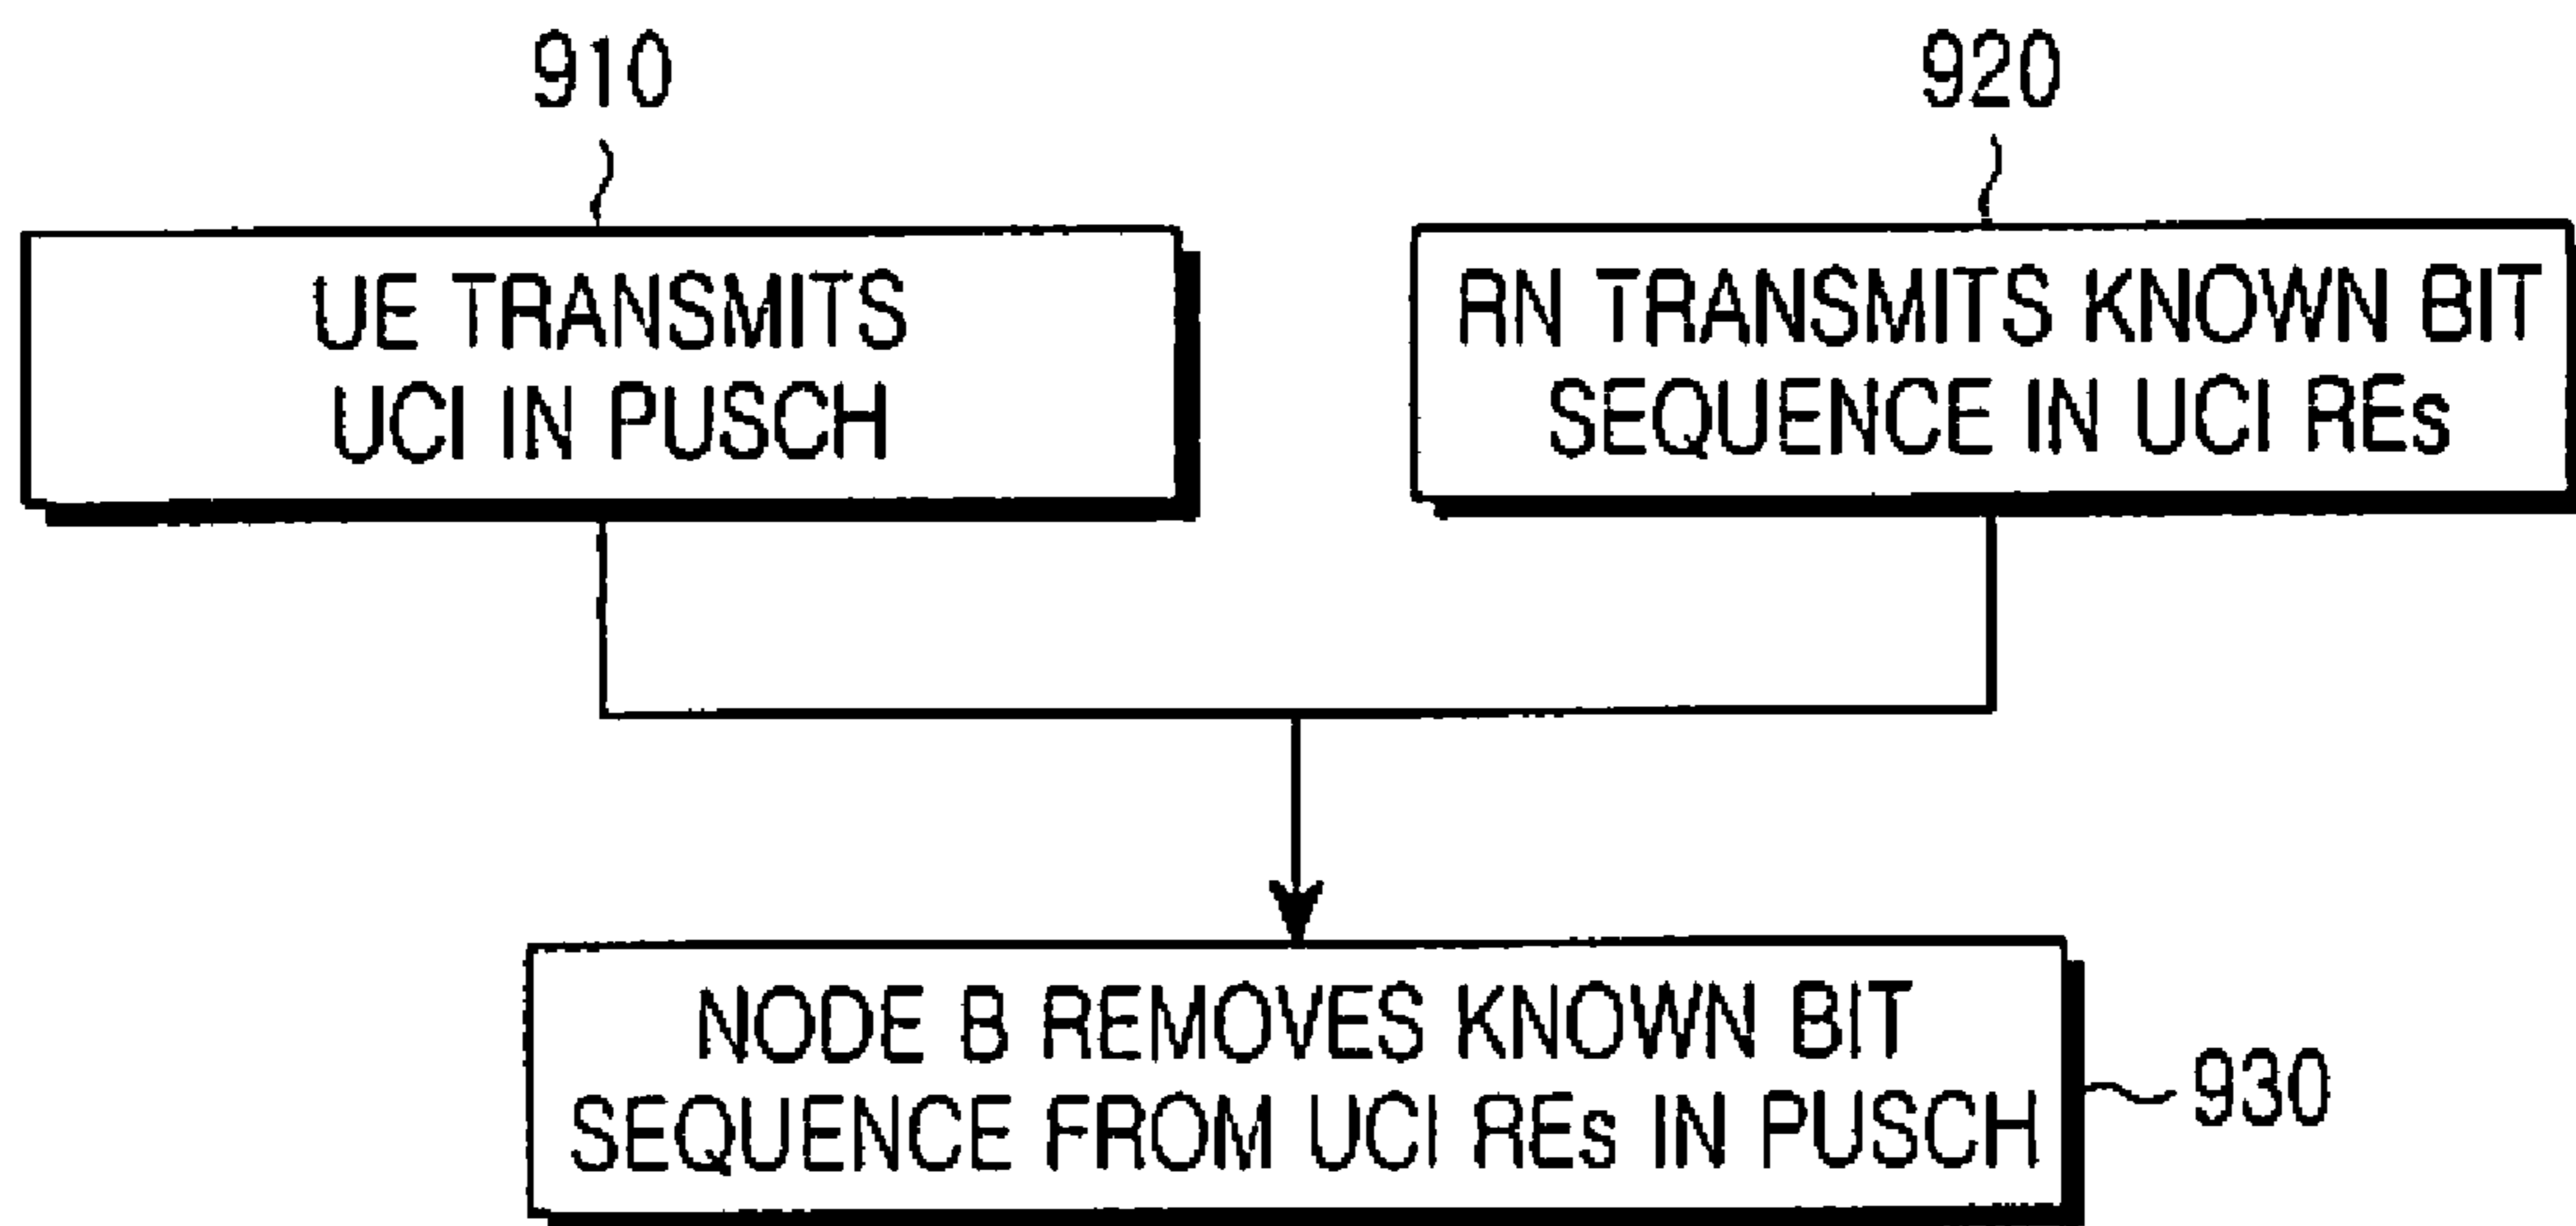 910
920
UE TRANSMITS
UCI IN PUSCH
RN TRANSMITS KNOWN BIT
SEQUENCE IN UCI REs
NODE B REMOVES KNOWN BIT
SEQUENCE FROM UCI REs IN PUSCH
930